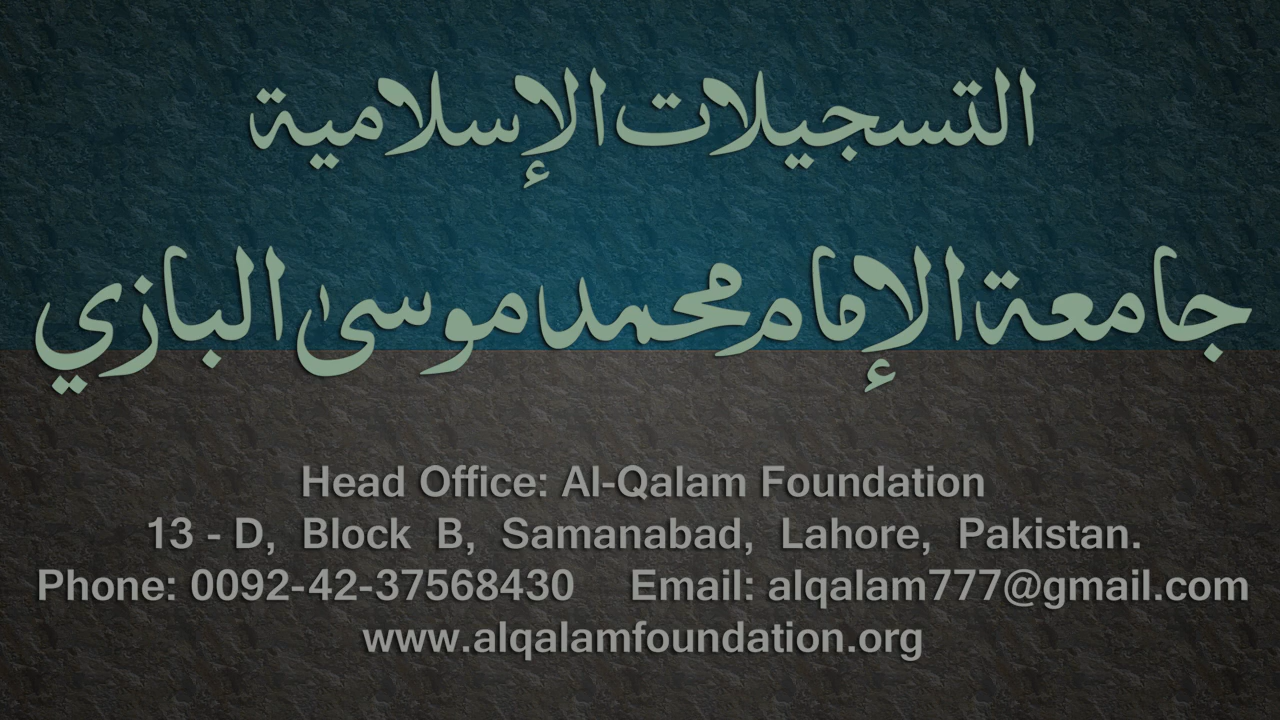 التسجيلات الإسلامية
جامعة الإمام محمد موسىٰ البازي
Head Office: Al-Qalam Foundation
13 - D, Block B, Samanabad, Lahore, Pakistan.
Phone: 0092-42-37568430 Email: alqalam777@gmail.com
www.alqalamfoundation.org